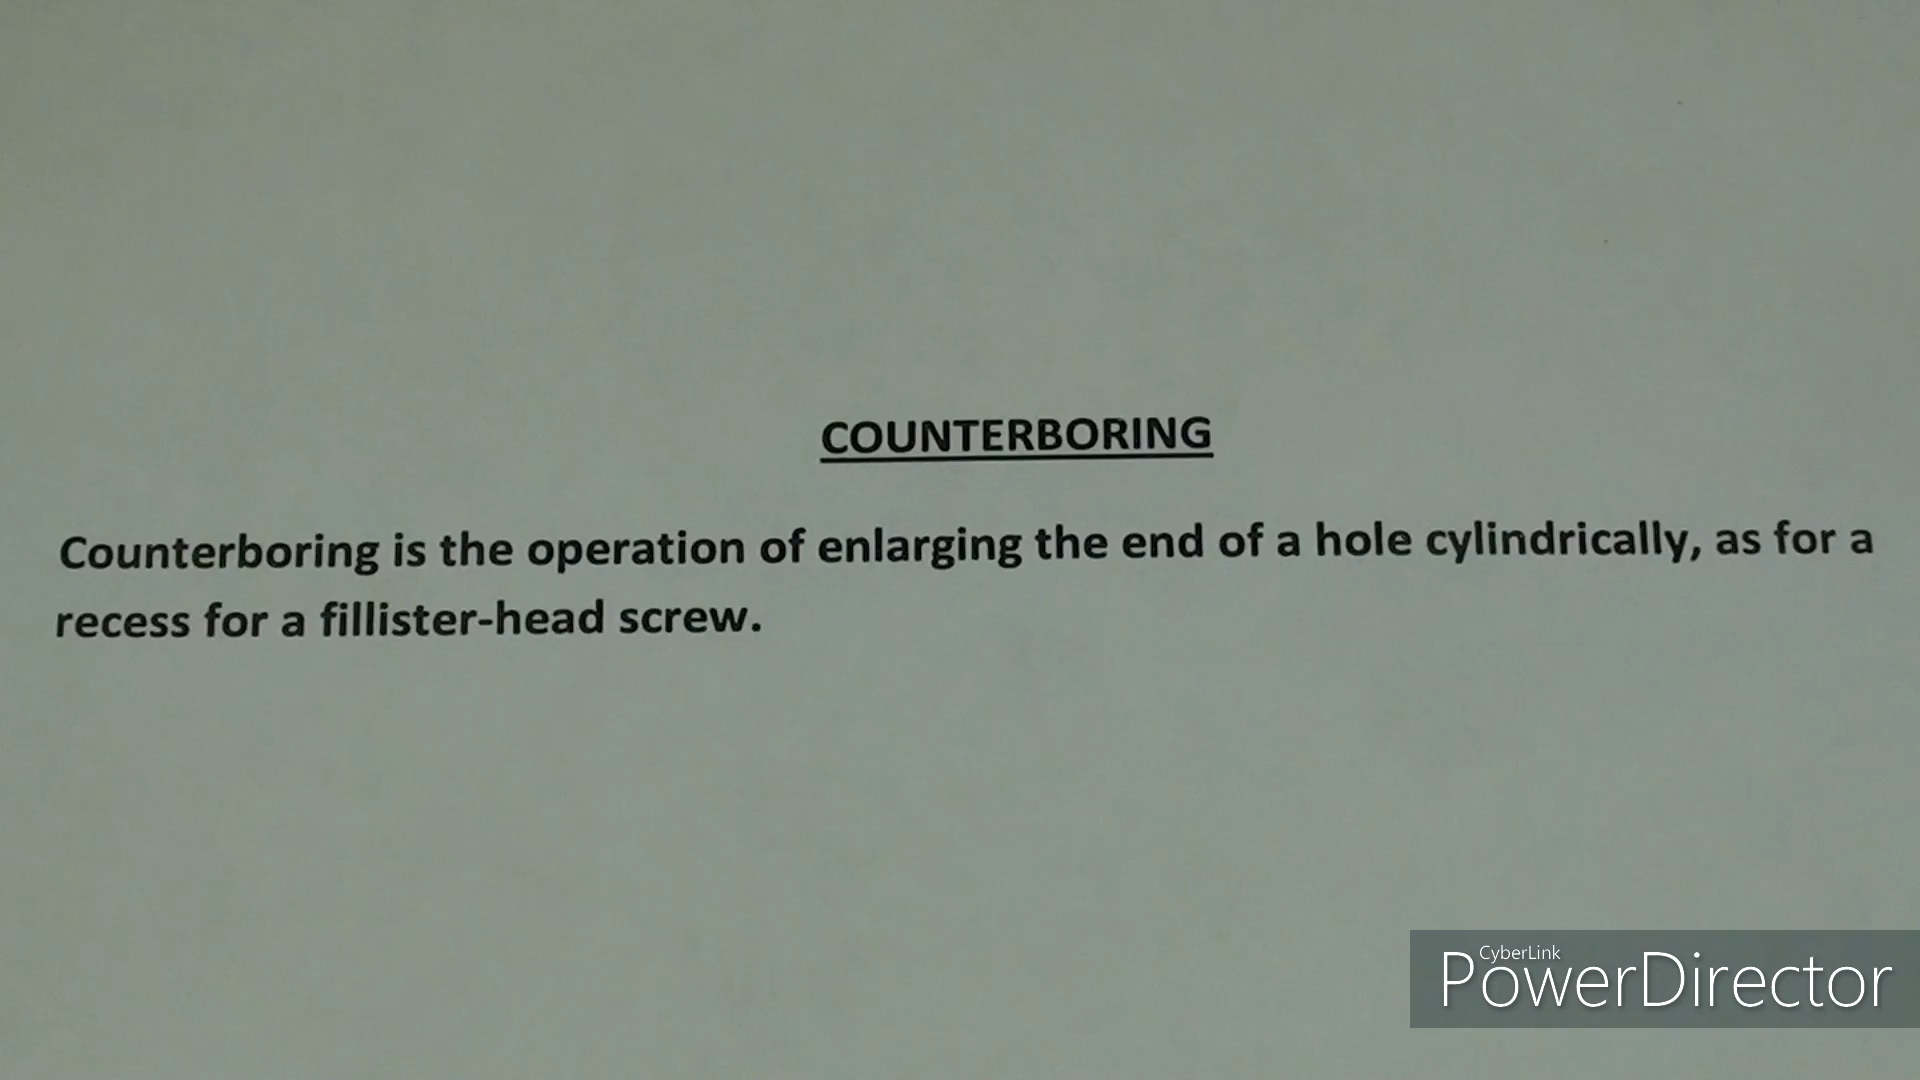 COUNTERBORING
Counterboring is the operation of enlarging the end of a hole cylindrically, as for a
recess for a fillister-head screw.
CyberLink
PowerDirector